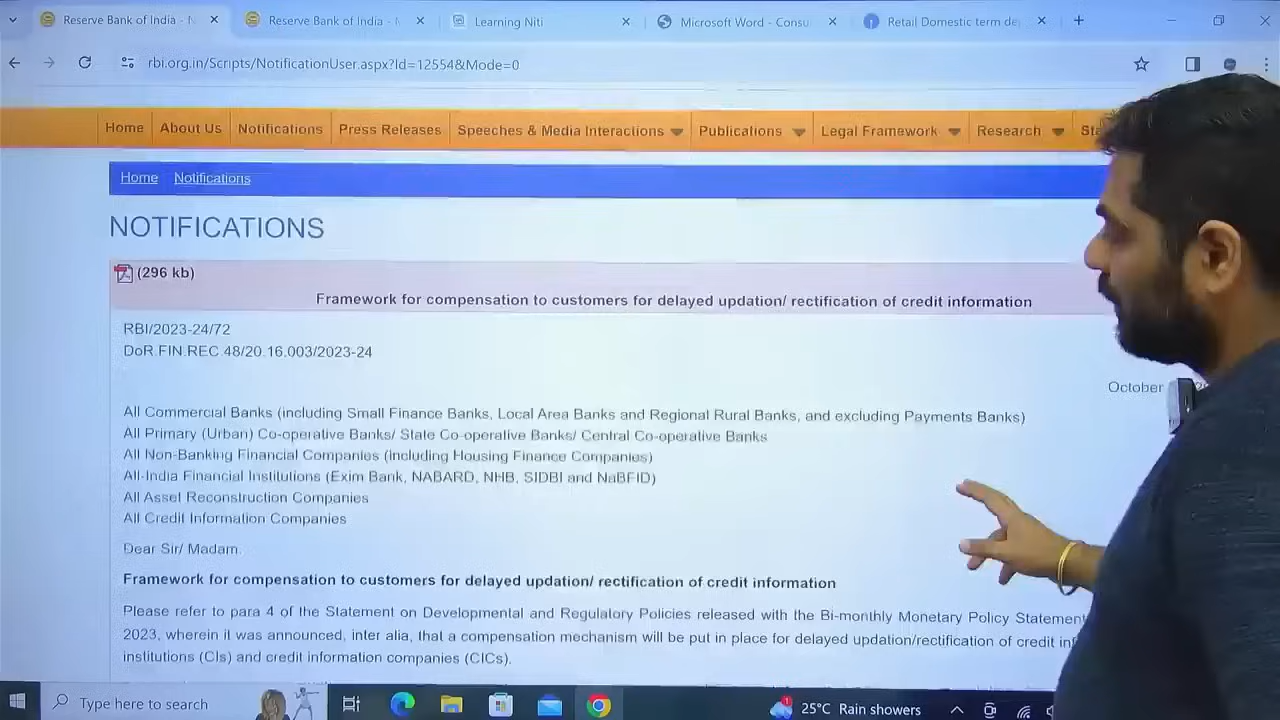 Reserve Bank of India - N
Reserve Bank of India - N
Learning Niti
Microsoft Word - Consu
Retail Domestic term de
rbi.org.in/Scripts/NotificationUser.aspx?Id=12554&Mode=0
Home About Us Notifications Press Releases Speeches & Media Interactions Publications Legal Framework Research
Home Notifications
NOTIFICATIONS
(296 kb)
Framework for compensation to customers for delayed updation/ rectification of credit information
RBI/2023-24/72
DoR.FIN.REC.48/20.16.003/2023-24
October
All Commercial Banks (including Small Finance Banks, Local Area Banks and Regional Rural Banks, and excluding Payments Banks)
All Primary (Urban) Co-operative Banks/ State Co-operative Banks/ Central Co-operative Banks
All Non-Banking Financial Companies (including Housing Finance Companies)
All-India Financial Institutions (Exim Bank, NABARD, NHB, SIDBI and NaBFID)
All Asset Reconstruction Companies
All Credit Information Companies
Dear Sir/ Madam,
Framework for compensation to customers for delayed updation/ rectification of credit information
Please refer to para 4 of the Statement on Developmental and Regulatory Policies released with the Bi-monthly Monetary Policy Statement
2023, wherein it was announced, inter alia, that a compensation mechanism will be put in place for delayed updation/rectification of credit
institutions (CIs) and credit information companies (CICs).
Type here to search
1
25°C Rain showers